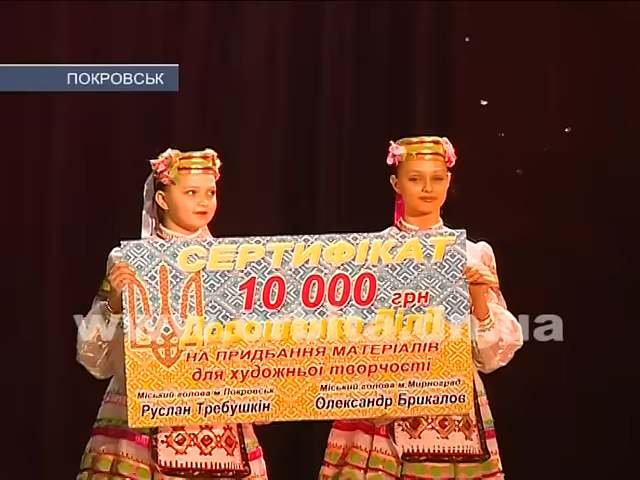 ПОКРОВСЬК
СЕРТИФІКАТ
10 000 грн
НА ПРИДБАННЯ МАТЕРІАЛІВ
для художньої творчості
Міський голова м.Покровськ
Руслан Требушкін
Міський голова м.Мирноград
Олександр Брикалов